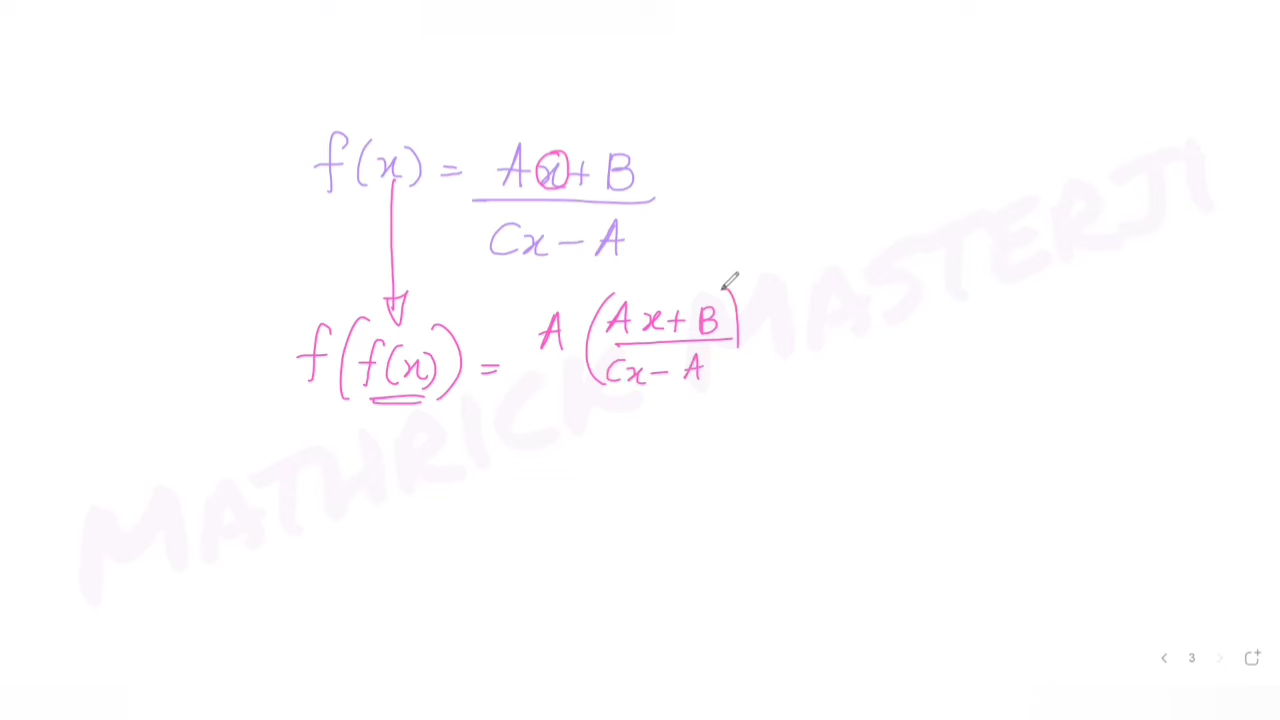 f(x) = Ax + B
Cx - A
f(f(x)) = A (Ax + B)
Cx - A
MATHRICK MASTERJI
3